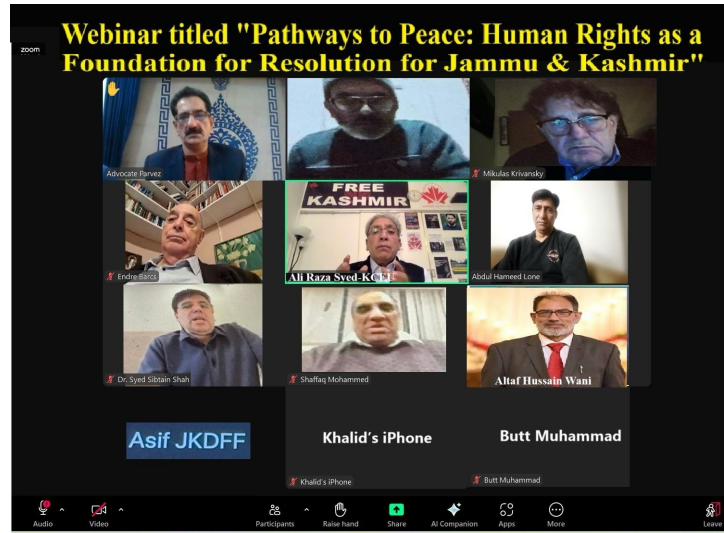 Webinar titled "Pathways to Peace: Human Rights as a
Foundation for Resolution for Jammu & Kashmir"
zoom
Advocate Parvez
Mikulas Krivansky
Endre Barcs
FREE
KASHMIR
Ali Raza Syed-KCEU
Abdul Hameed Lone
Dr. Syed Sibtain Shah
Shaffaq Mohammed
Altaf Hussain Wani
Asif JKDFF
Khalid's iPhone
Khalid's iPhone
Butt Muhammad
Butt Muhammad
Audio
Video
Participants
Raise hand
Share
AI Companion
Apps
More
Leave